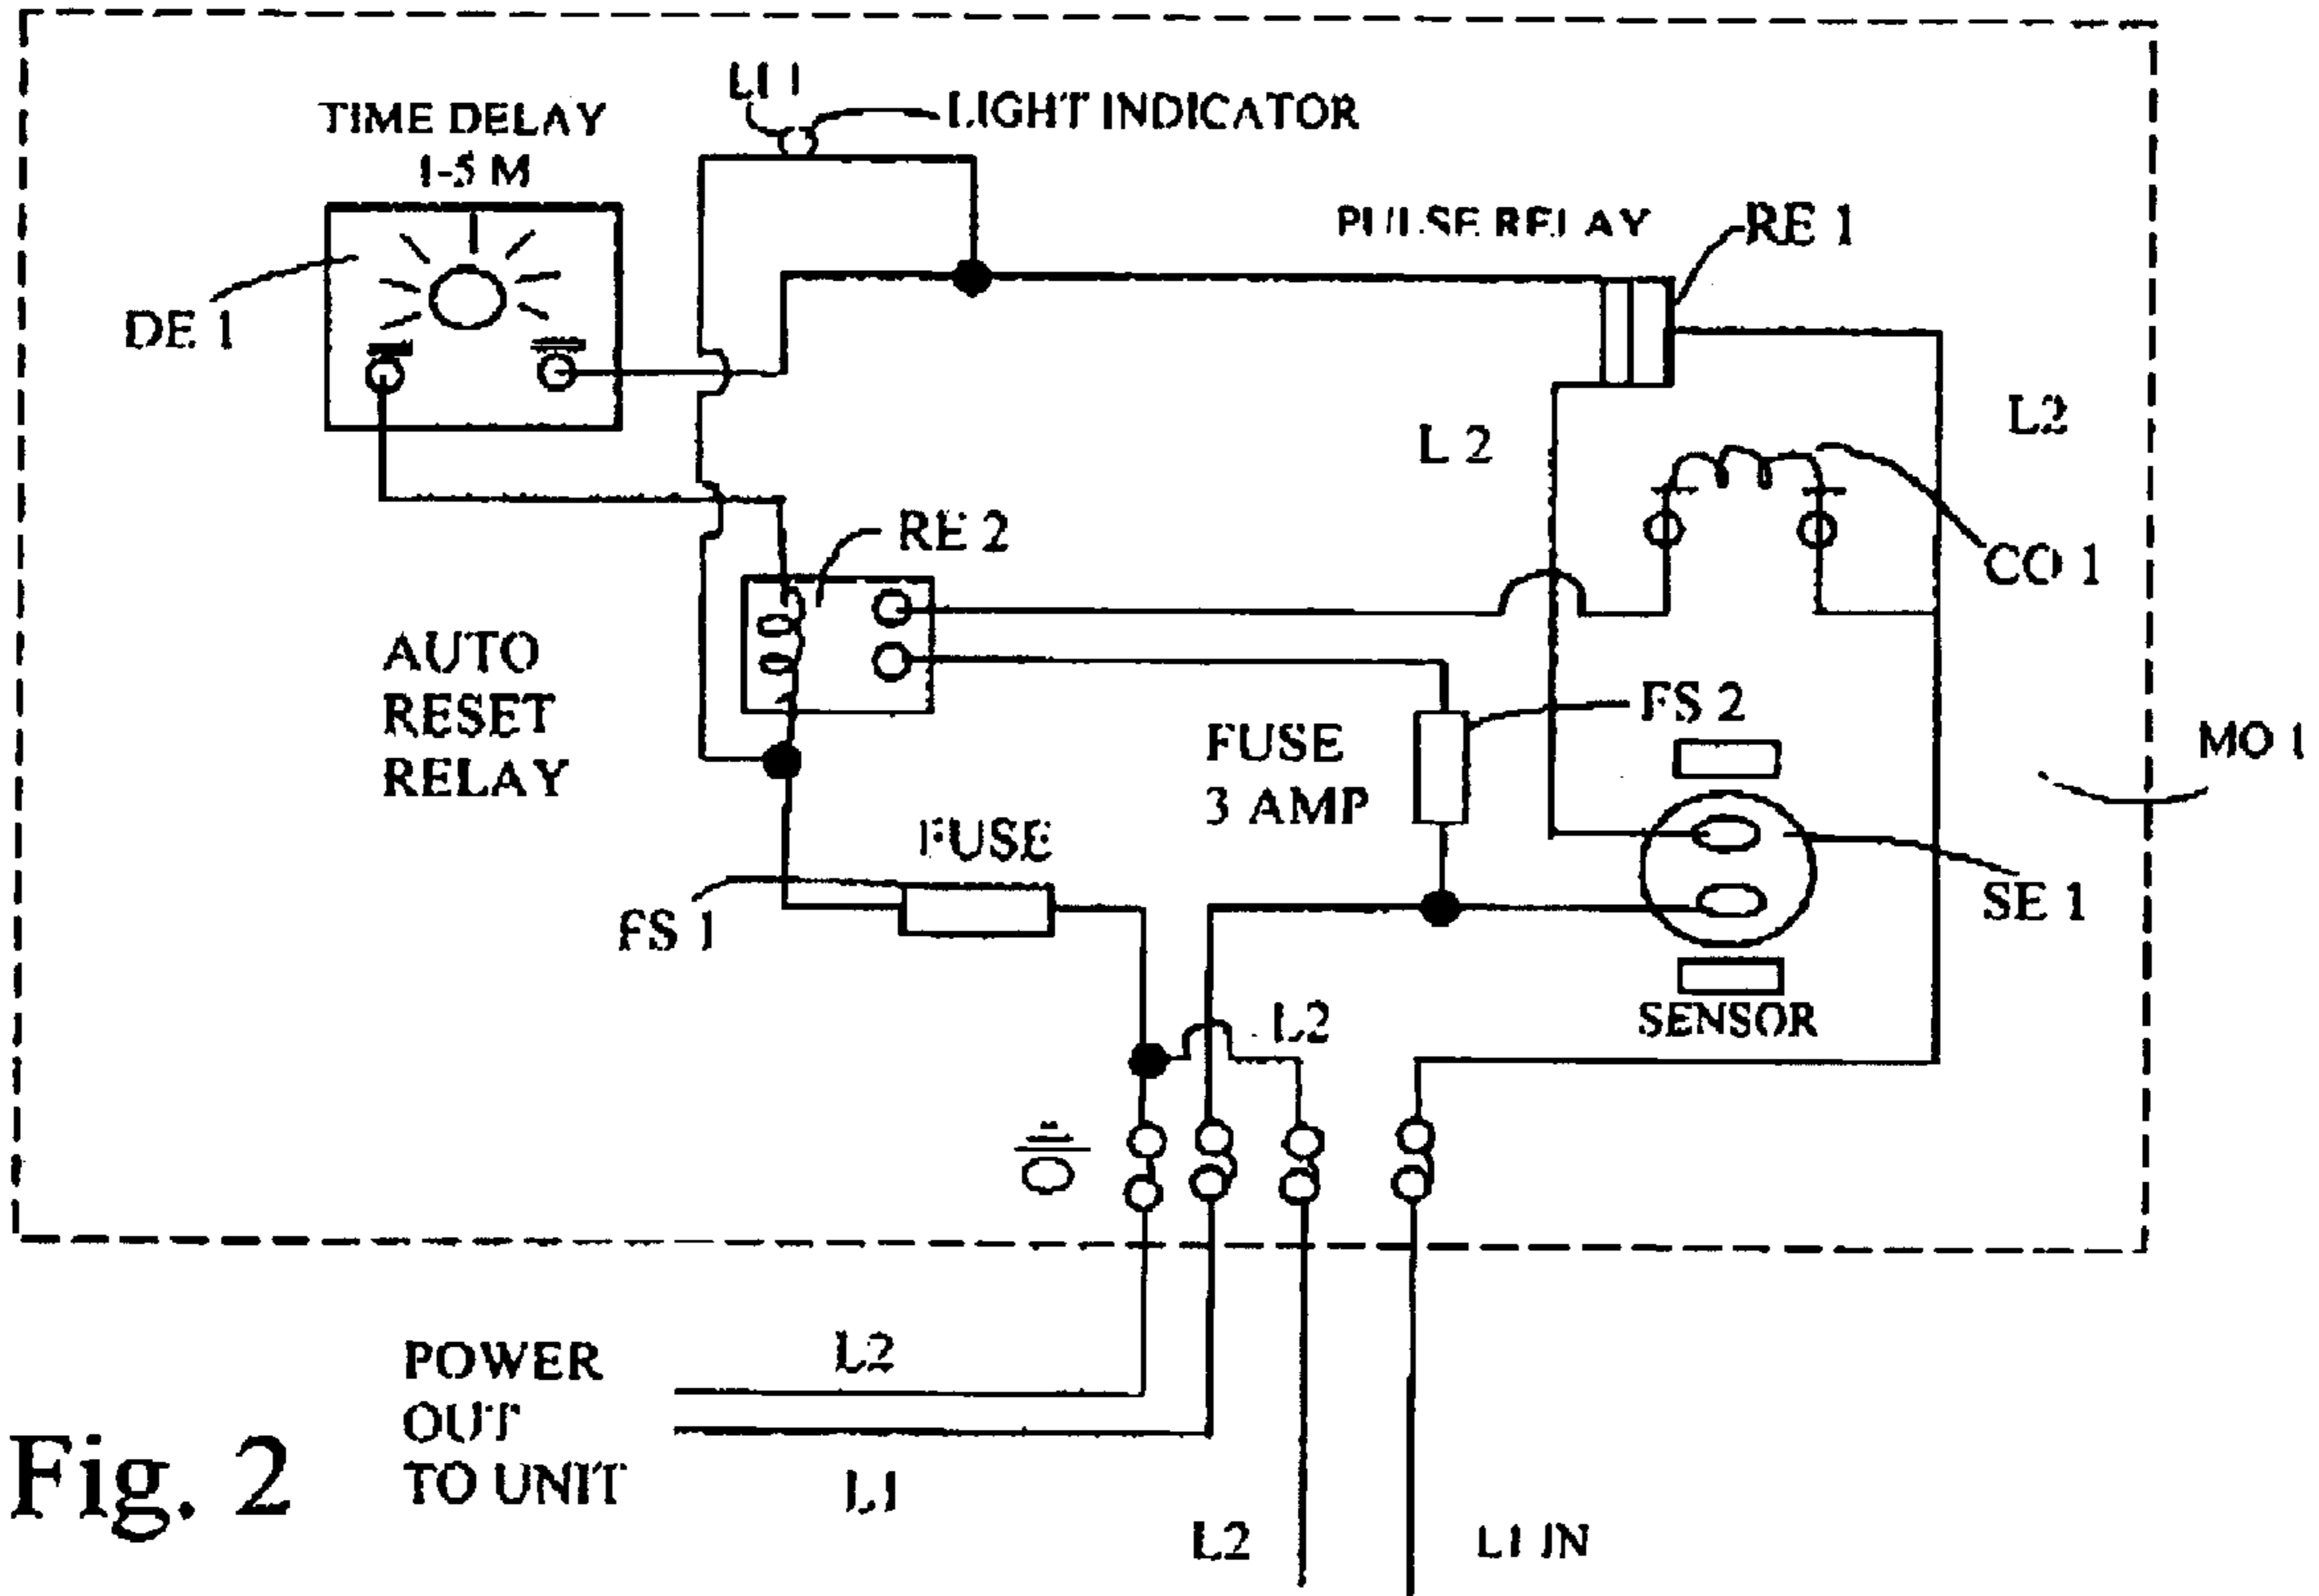 LI 1
LIGHT INDICATOR
TIME DELAY
1-5 M
PULSE RELAY
RE 1
DE 1
L 2
L2
RE 2
CO 1
AUTO
RESET
RELAY
FS 2
FUSE
3 AMP
MO 1
FUSE
FS 1
SE 1
L2
SENSOR
POWER
OUT
TO UNIT
L2
L1
L2
L1 IN
Fig. 2